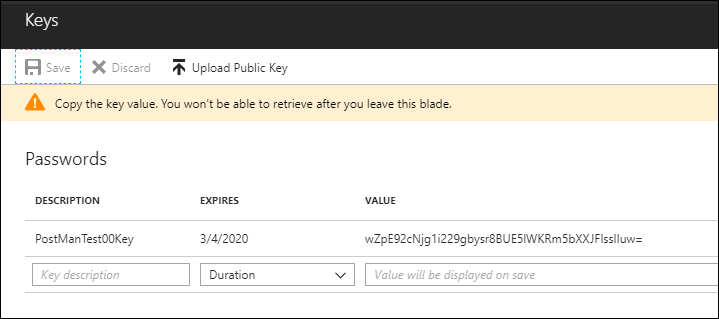 Keys
Save Discard Upload Public Key
Copy the key value. You won't be able to retrieve after you leave this blade.
Passwords
DESCRIPTION EXPIRES VALUE
PostManTest00Key 3/4/2020 wZpE92cNjg1i229gbysr8BUE5IWKRm5bXXJFIssIIuw=
Key description Duration Value will be displayed on save